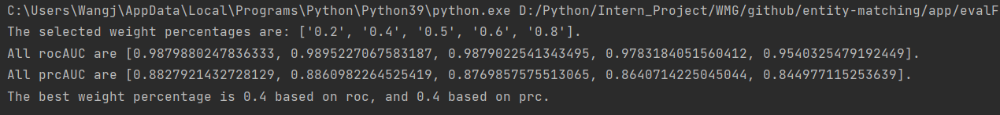 C:\Users\Wangj\AppData\Local\Programs\Python\Python39\python.exe D:/Python/Intern_Project/WMG/github/entity-matching/app/evalF
The selected weight percentages are: ['0.2', '0.4', '0.5', '0.6', '0.8'].
All rocAUC are [0.9879880247836333, 0.9895227067583187, 0.9879022541343495, 0.9783184051560412, 0.9540325479192449].
All prcAUC are [0.8827921432728129, 0.8860982264525419, 0.8769857575513065, 0.8640714225045044, 0.844977115253639].
The best weight percentage is 0.4 based on roc, and 0.4 based on prc.